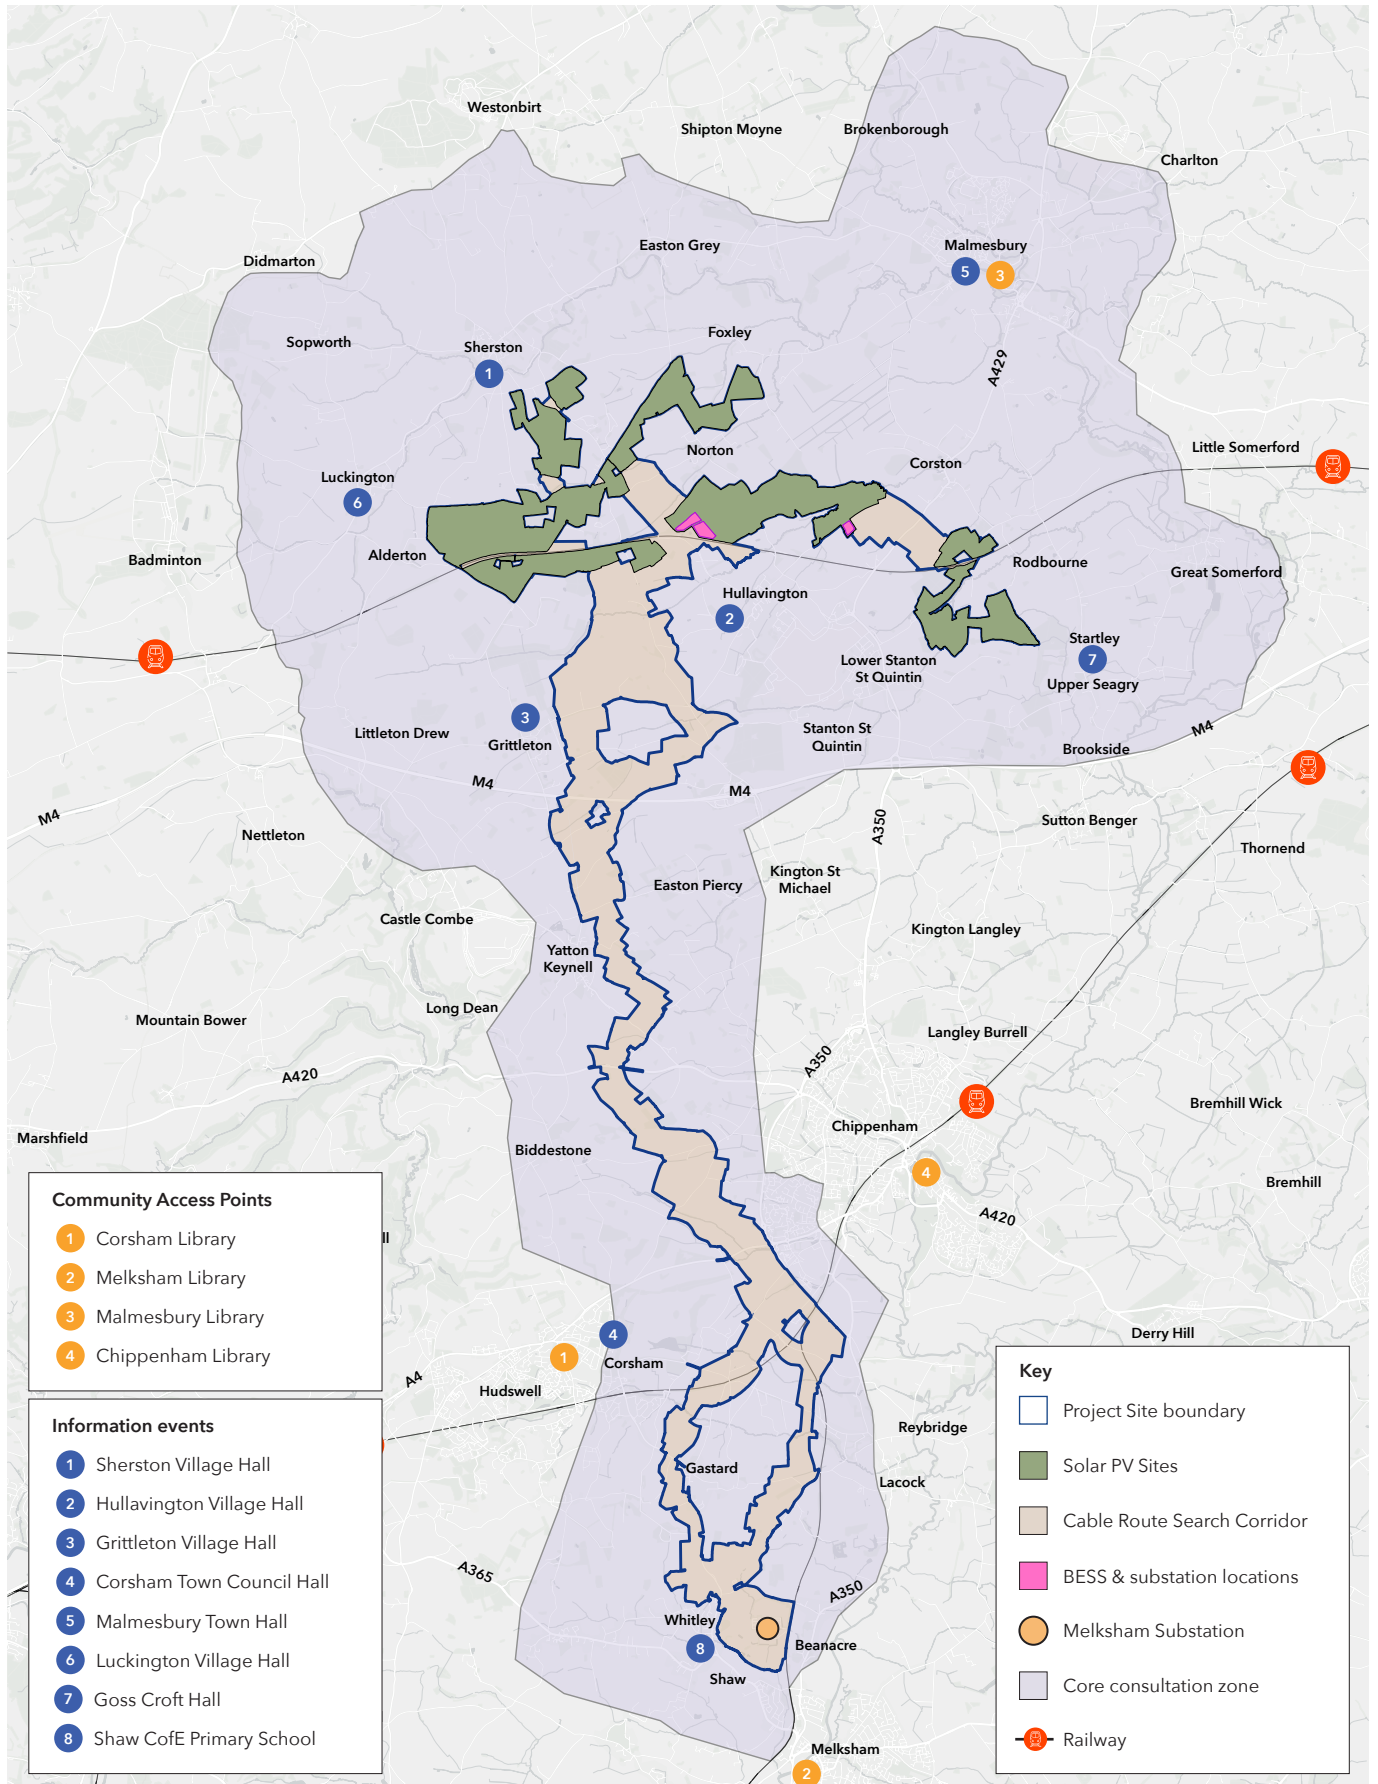 Westonbirt
Shipton Moyne
Brokenborough
Charlton
Easton Grey
Malmesbury
5
3
Didmarton
Sopworth
Sherston
1
Foxley
A429
Norton
Corston
Little Somerford
Luckington
6
Alderton
Badminton
Rodbourne
Great Somerford
Hullavington
2
Startley
7
Upper Seagry
Lower Stanton
St Quintin
3
Grittleton
Littleton Drew
Stanton St
Quintin
Brookside
M4
M4
M4
M4
Nettleton
A350
Sutton Benger
Thornend
Kington St
Michael
Easton Piercy
Castle Combe
Kington Langley
Yatton
Keynell
Long Dean
Mountain Bower
Langley Burrell
A350
A420
Marshfield
Chippenham
Bremhill Wick
Biddestone
4
Bremhill
A420
ll
Derry Hill
4
Corsham
1
Hudswell
A4
Reybridge
Gastard
Lacock
A365
A350
Whitley
8
Beanacre
Shaw
Melksham
2
Community Access Points
1 Corsham Library
2 Melksham Library
3 Malmesbury Library
4 Chippenham Library
Information events
1 Sherston Village Hall
2 Hullavington Village Hall
3 Grittleton Village Hall
4 Corsham Town Council Hall
5 Malmesbury Town Hall
6 Luckington Village Hall
7 Goss Croft Hall
8 Shaw CofE Primary School
Key
Project Site boundary
Solar PV Sites
Cable Route Search Corridor
BESS & substation locations
Melksham Substation
Core consultation zone
Railway